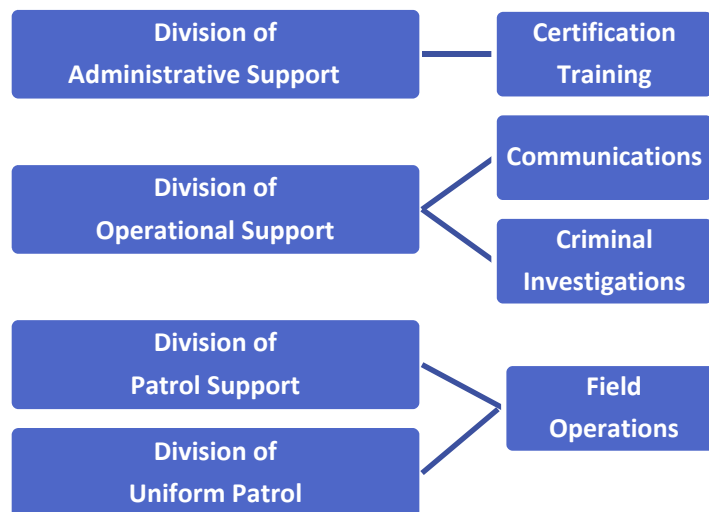 Division of
Administrative Support
Certification
Training
Division of
Operational Support
Communications
Criminal
Investigations
Division of
Patrol Support
Division of
Uniform Patrol
Field
Operations